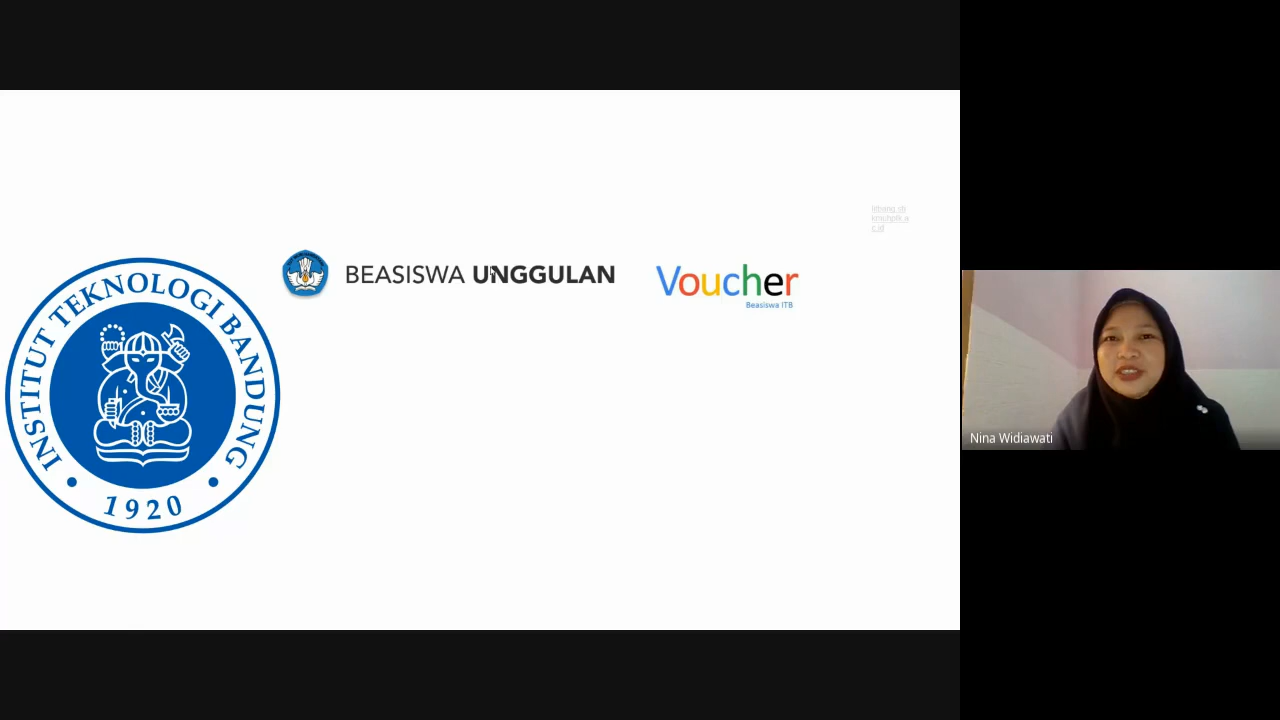 INSTITUT TEKNOLOGI BANDUNG
1920
BEASISWA UNGGULAN
Voucher
Beasiswa ITB
Nina Widiawati